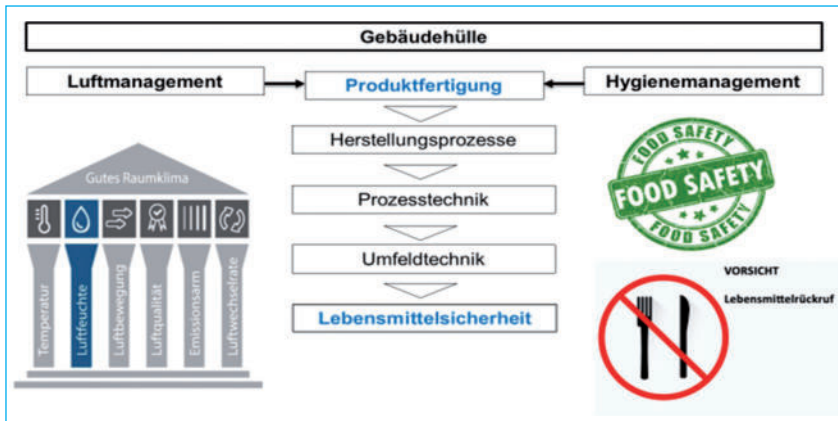 Gebäudehülle
Luftmanagement
Produktfertigung
Hygienemanagement
Herstellungsprozesse
Prozesstechnik
Umfeldtechnik
Lebensmittelsicherheit
Gutes Raumklima
Temperatur
Luftfeuchte
Luftbewegung
Luftqualität
Emissionsarm
Luftwechselrate
FOOD SAFETY
FOOD SAFETY
FOOD SAFETY
VORSICHT
Lebensmittelrückruf